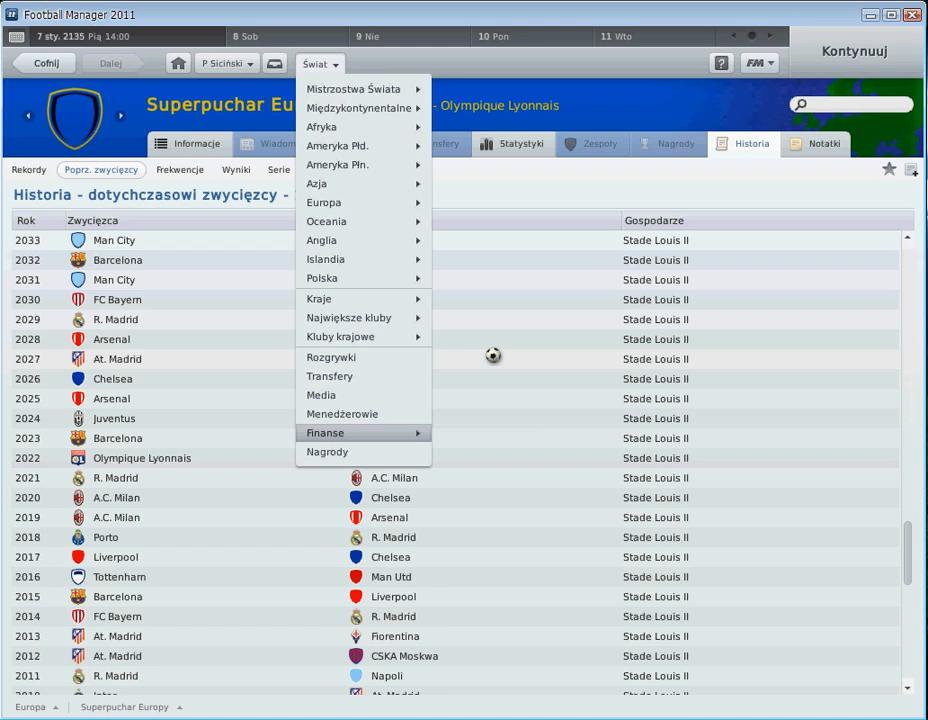 Football Manager 2011
7 sty. 2135 Pią 14:00 8 Sob 9 Nie 10 Pon 11 Wto
Kontynuuj
Cofnij Dalej P Siciński Świat ? FM
Superpuchar Eur - Olympique Lyonnais
Informacje Wiadom nsfery Statystyki Zespoły Nagrody Historia Notatki
Rekordy Poprz. zwycięzcy Frekwencje Wyniki Serie
Historia - dotychczasowi zwycięzcy -
Mistrzostwa Świata
Międzykontynentalne
Afryka
Ameryka Płd.
Ameryka Płn.
Azja
Europa
Oceania
Anglia
Islandia
Polska
Kraje
Największe kluby
Kluby krajowe
Rozgrywki
Transfery
Media
Menedżerowie
Finanse
Nagrody
Rok Zwycięzca Gospodarze
2033 Man City Stade Louis II
2032 Barcelona Stade Louis II
2031 Man City Stade Louis II
2030 FC Bayern Stade Louis II
2029 R. Madrid Stade Louis II
2028 Arsenal Stade Louis II
2027 At. Madrid Stade Louis II
2026 Chelsea Stade Louis II
2025 Arsenal Stade Louis II
2024 Juventus Stade Louis II
2023 Barcelona Stade Louis II
2022 Olympique Lyonnais Stade Louis II
2021 R. Madrid A.C. Milan Stade Louis II
2020 A.C. Milan Chelsea Stade Louis II
2019 A.C. Milan Arsenal Stade Louis II
2018 Porto R. Madrid Stade Louis II
2017 Liverpool Chelsea Stade Louis II
2016 Tottenham Man Utd Stade Louis II
2015 Barcelona Liverpool Stade Louis II
2014 FC Bayern R. Madrid Stade Louis II
2013 At. Madrid Fiorentina Stade Louis II
2012 At. Madrid CSKA Moskwa Stade Louis II
2011 R. Madrid Napoli Stade Louis II
2010 Inter At. Madrid Stade Louis II
Europa Superpuchar Europy